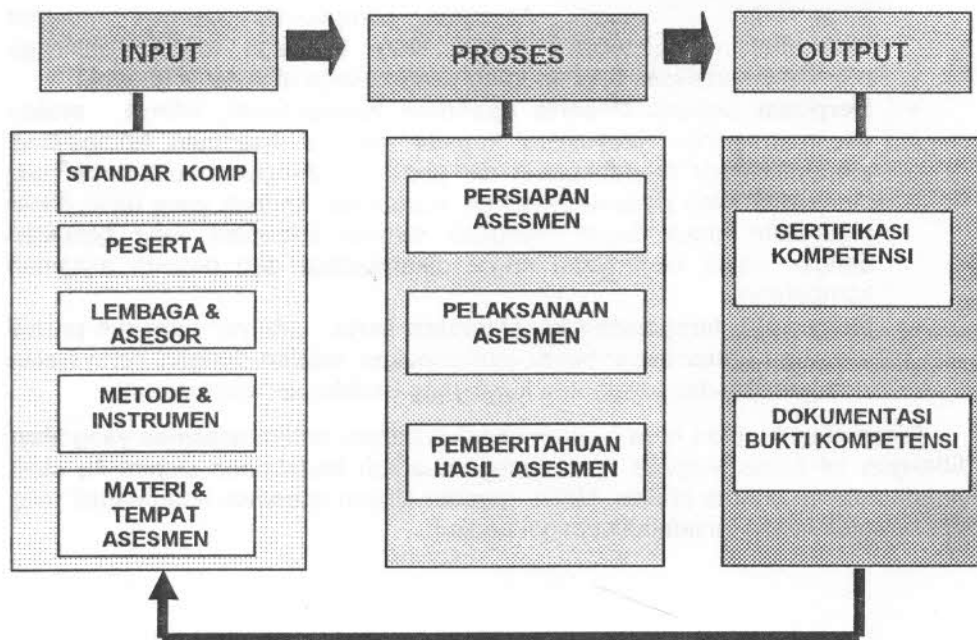 INPUT
PROSES
OUTPUT
STANDAR KOMP
PESERTA
LEMBAGA &
ASESOR
METODE &
INSTRUMEN
MATERI &
TEMPAT
ASESMEN
PERSIAPAN
ASESMEN
PELAKSANAAN
ASESMEN
PEMBERITAHUAN
HASIL ASESMEN
SERTIFIKASI
KOMPETENSI
DOKUMENTASI
BUKTI KOMPETENSI